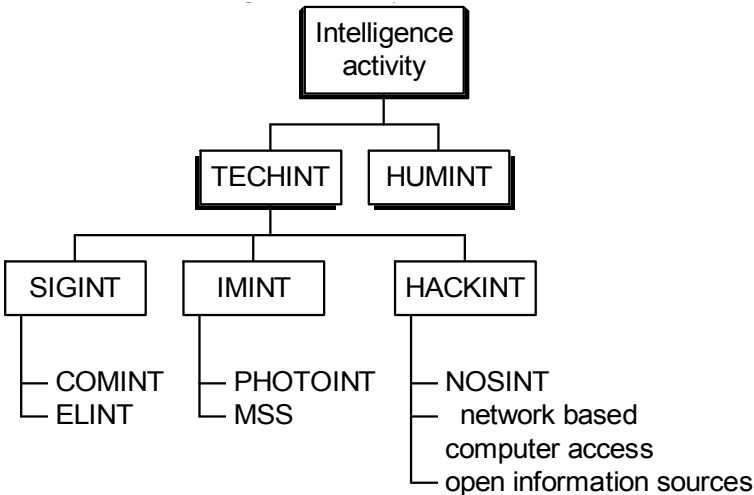 Intelligence
activity
TECHINT
HUMINT
SIGINT
IMINT
HACKINT
COMINT
ELINT
PHOTOINT
MSS
NOSINT
network based
computer access
open information sources